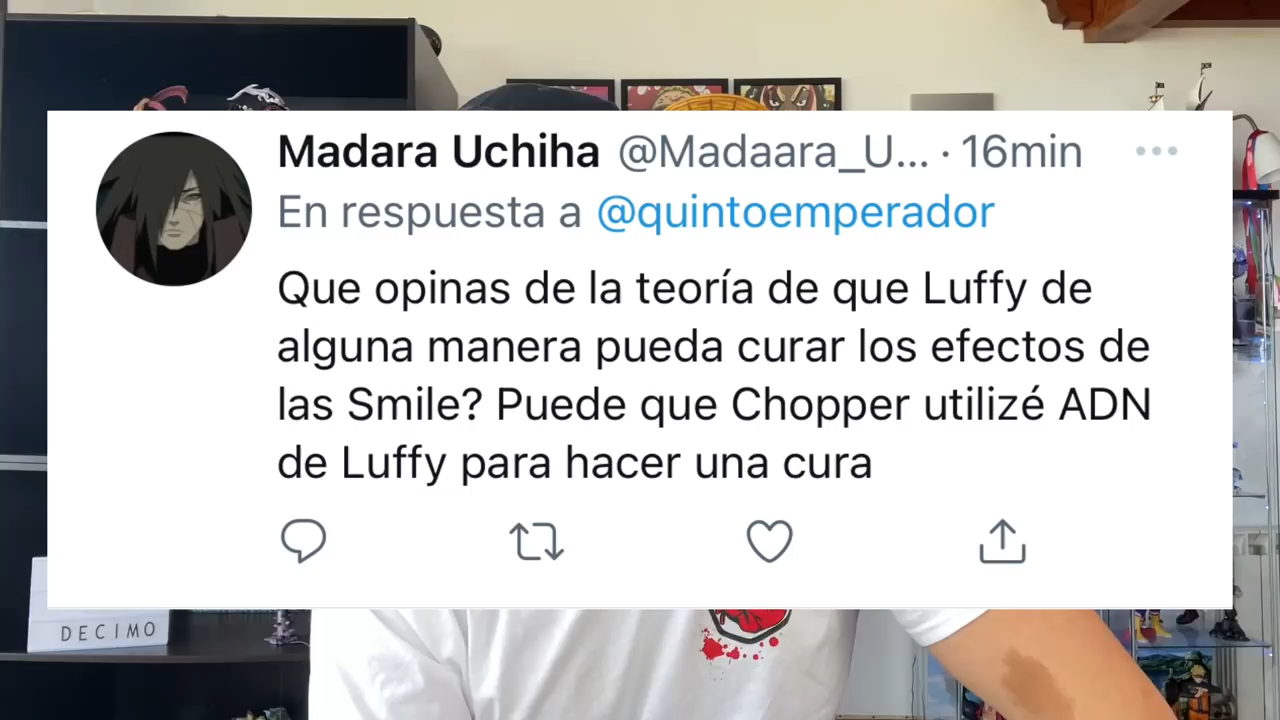 Madara Uchiha @Madaara_U... · 16min
En respuesta a @quintoemperador
Que opinas de la teoría de que Luffy de
alguna manera pueda curar los efectos de
las Smile? Puede que Chopper utilizé ADN
de Luffy para hacer una cura
DECIMO